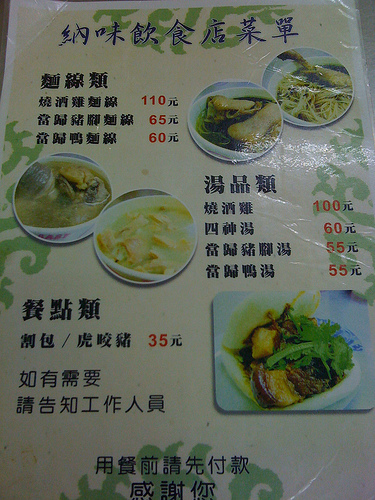 納味飲食店菜單
麵線類
燒酒雞麵線 110元
當歸豬腳麵線 65元
當歸鴨麵線 60元
湯品類
燒酒雞 100元
四神湯 60元
當歸豬腳湯 55元
當歸鴨湯 55元
餐點類
割包 / 虎咬豬 35元
如有需要
請告知工作人員
用餐前請先付款
感謝您